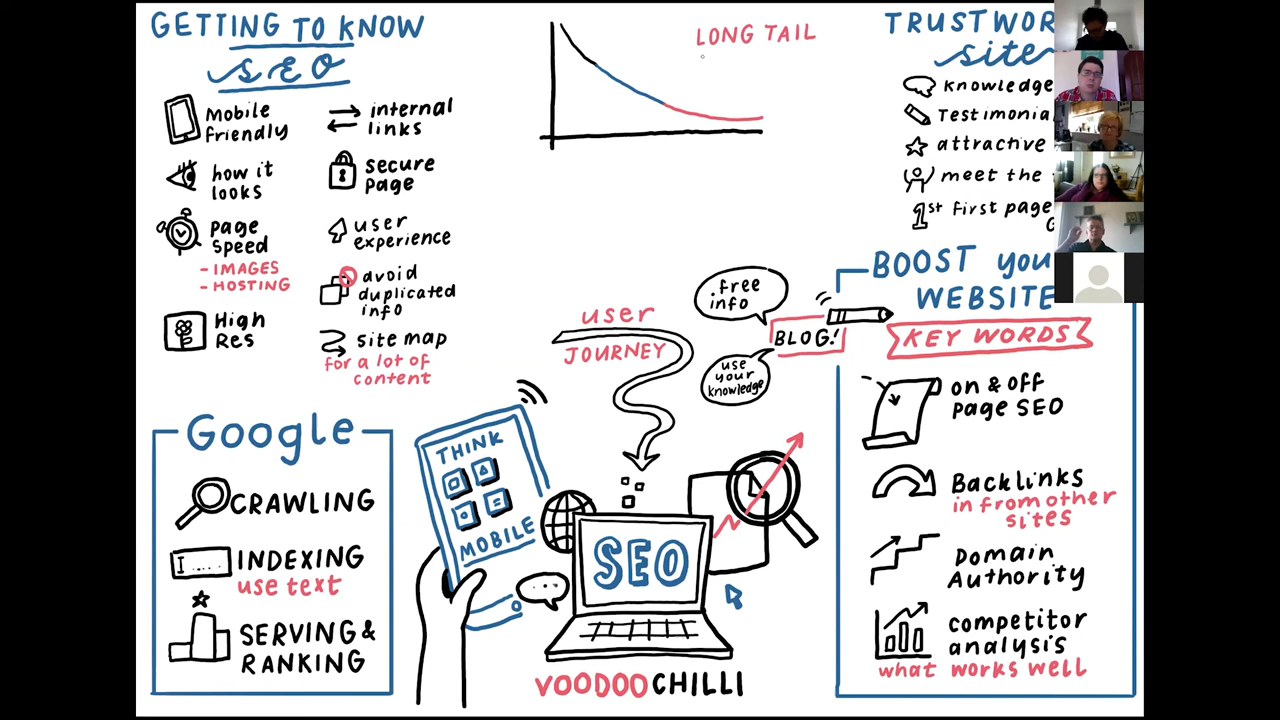 GETTING TO KNOW
SEO
Mobile
friendly
how it
looks
page
speed
- IMAGES
- HOSTING
High
Res
internal
links
secure
page
user
experience
avoid
duplicated
info
site map
for a lot of
content
LONG TAIL
TRUSTWOR
site
Knowledge
Testimonia
attractive
meet the
1st first page
BOOST you
WEBSITE
KEY WORDS
on & off
page SEO
Backlinks
in from other
sites
Domain
Authority
competitor
analysis
what works well
free
info
BLOG!
use
your
knowledge
user
JOURNEY
Google
CRAWLING
INDEXING
use text
SERVING &
RANKING
THINK
MOBILE
SEO
VOODOO CHILLI